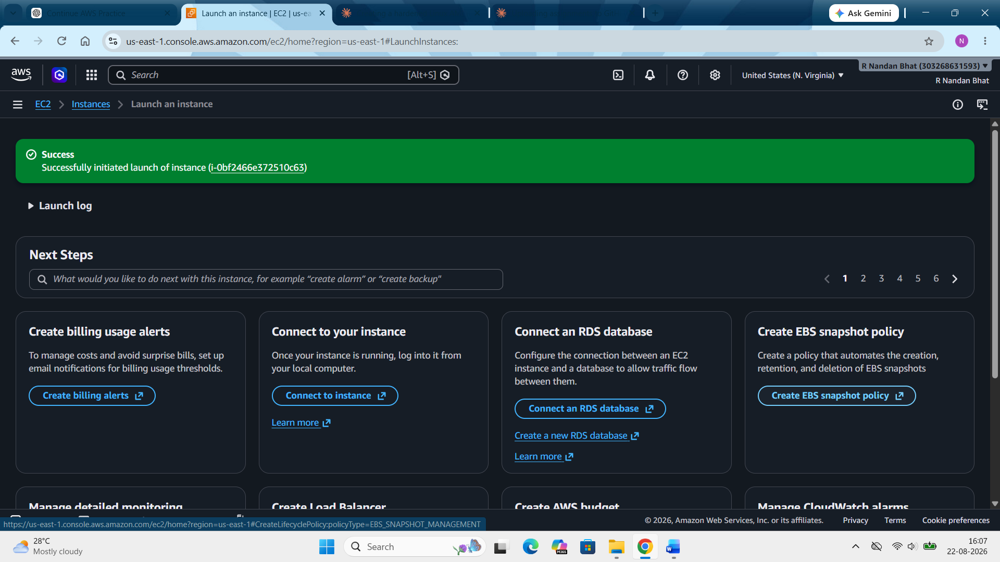 Continue AWS Practice
Launch an instance | EC2 | us-ea
Ask Gemini
us-east-1.console.aws.amazon.com/ec2/home?region=us-east-1#LaunchInstances:
N
aws
Search
[Alt+S]
United States (N. Virginia)
R Nandan Bhat (303268631593)
R Nandan Bhat
EC2
Instances
Launch an instance
Success
Successfully initiated launch of instance (i-0bf2466e372510c63)
Launch log
Next Steps
What would you like to do next with this instance, for example “create alarm” or “create backup"
1 2 3 4 5 6
Create billing usage alerts
To manage costs and avoid surprise bills, set up
email notifications for billing usage thresholds.
Create billing alerts
Connect to your instance
Once your instance is running, log into it from
your local computer.
Connect to instance
Learn more
Connect an RDS database
Configure the connection between an EC2
instance and a database to allow traffic flow
between them.
Connect an RDS database
Create a new RDS database
Learn more
Create EBS snapshot policy
Create a policy that automates the creation,
retention, and deletion of EBS snapshots
Create EBS snapshot policy
Manage detailed monitoring
Create Load Balancer
Create AWS budget
Manage CloudWatch alarms
https://us-east-1.console.aws.amazon.com/ec2/home?region=us-east-1#CreateLifecyclePolicy:policyType=EBS_SNAPSHOT_MANAGEMENT
© 2026, Amazon Web Services, Inc. or its affiliates.
Privacy
Terms
Cookie preferences
28°C
Mostly cloudy
Search
M365
W
16:07
22-08-2026